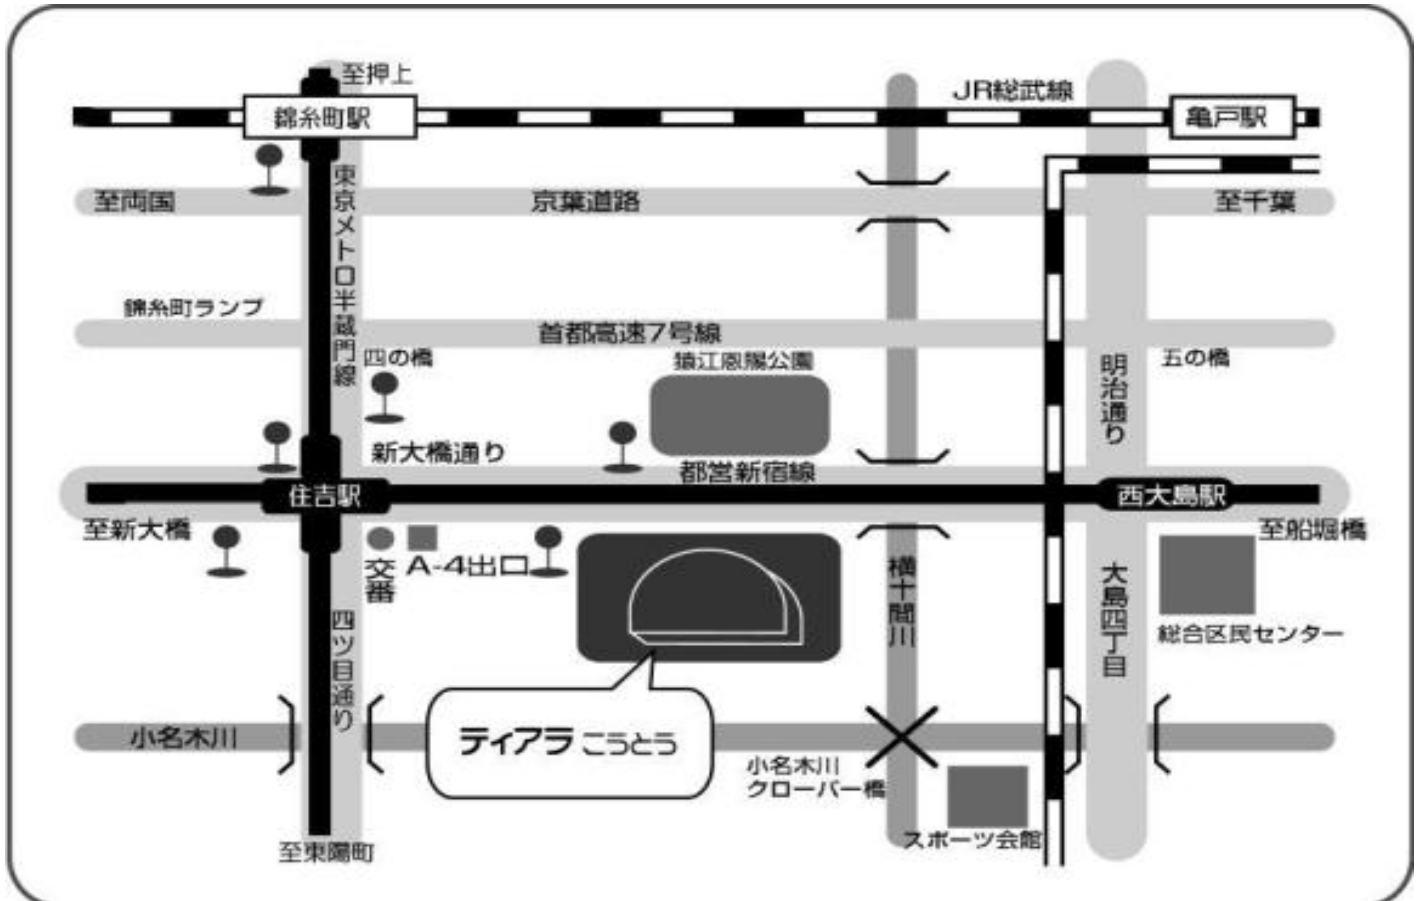 至押上
JR総武線
錦糸町駅
亀戸駅
東京メトロ半蔵門線
至両国
京葉道路
至千葉
錦糸町ランプ
首都高速7号線
四の橋
猿江恩賜公園
五の橋
明治通り
新大橋通り
都営新宿線
住吉駅
西大島駅
至新大橋
至船堀橋
交番
A-4出口
横十間川
大島四丁目
四ツ目通り
総合区民センター
小名木川
ティアラこうとう
小名木川
クローバー橋
スポーツ会館
至東陽町